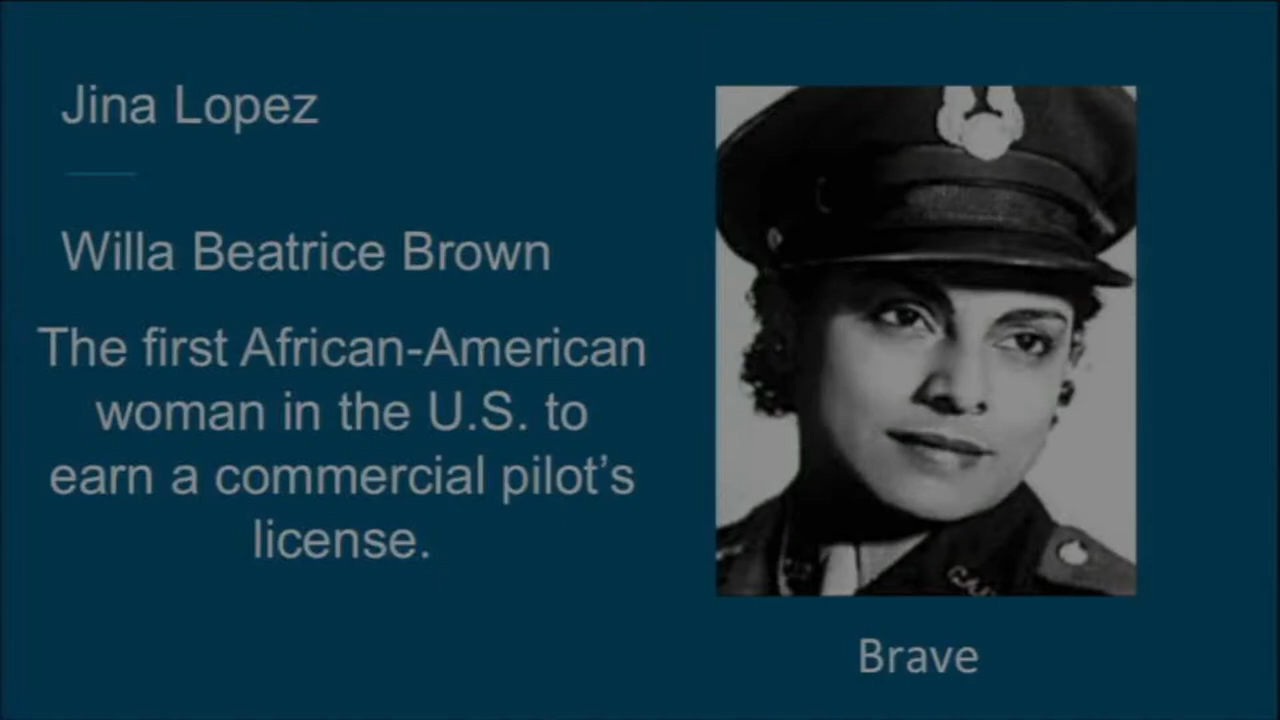 Jina Lopez
Willa Beatrice Brown
The first African-American
woman in the U.S. to
earn a commercial pilot’s
license.
Brave